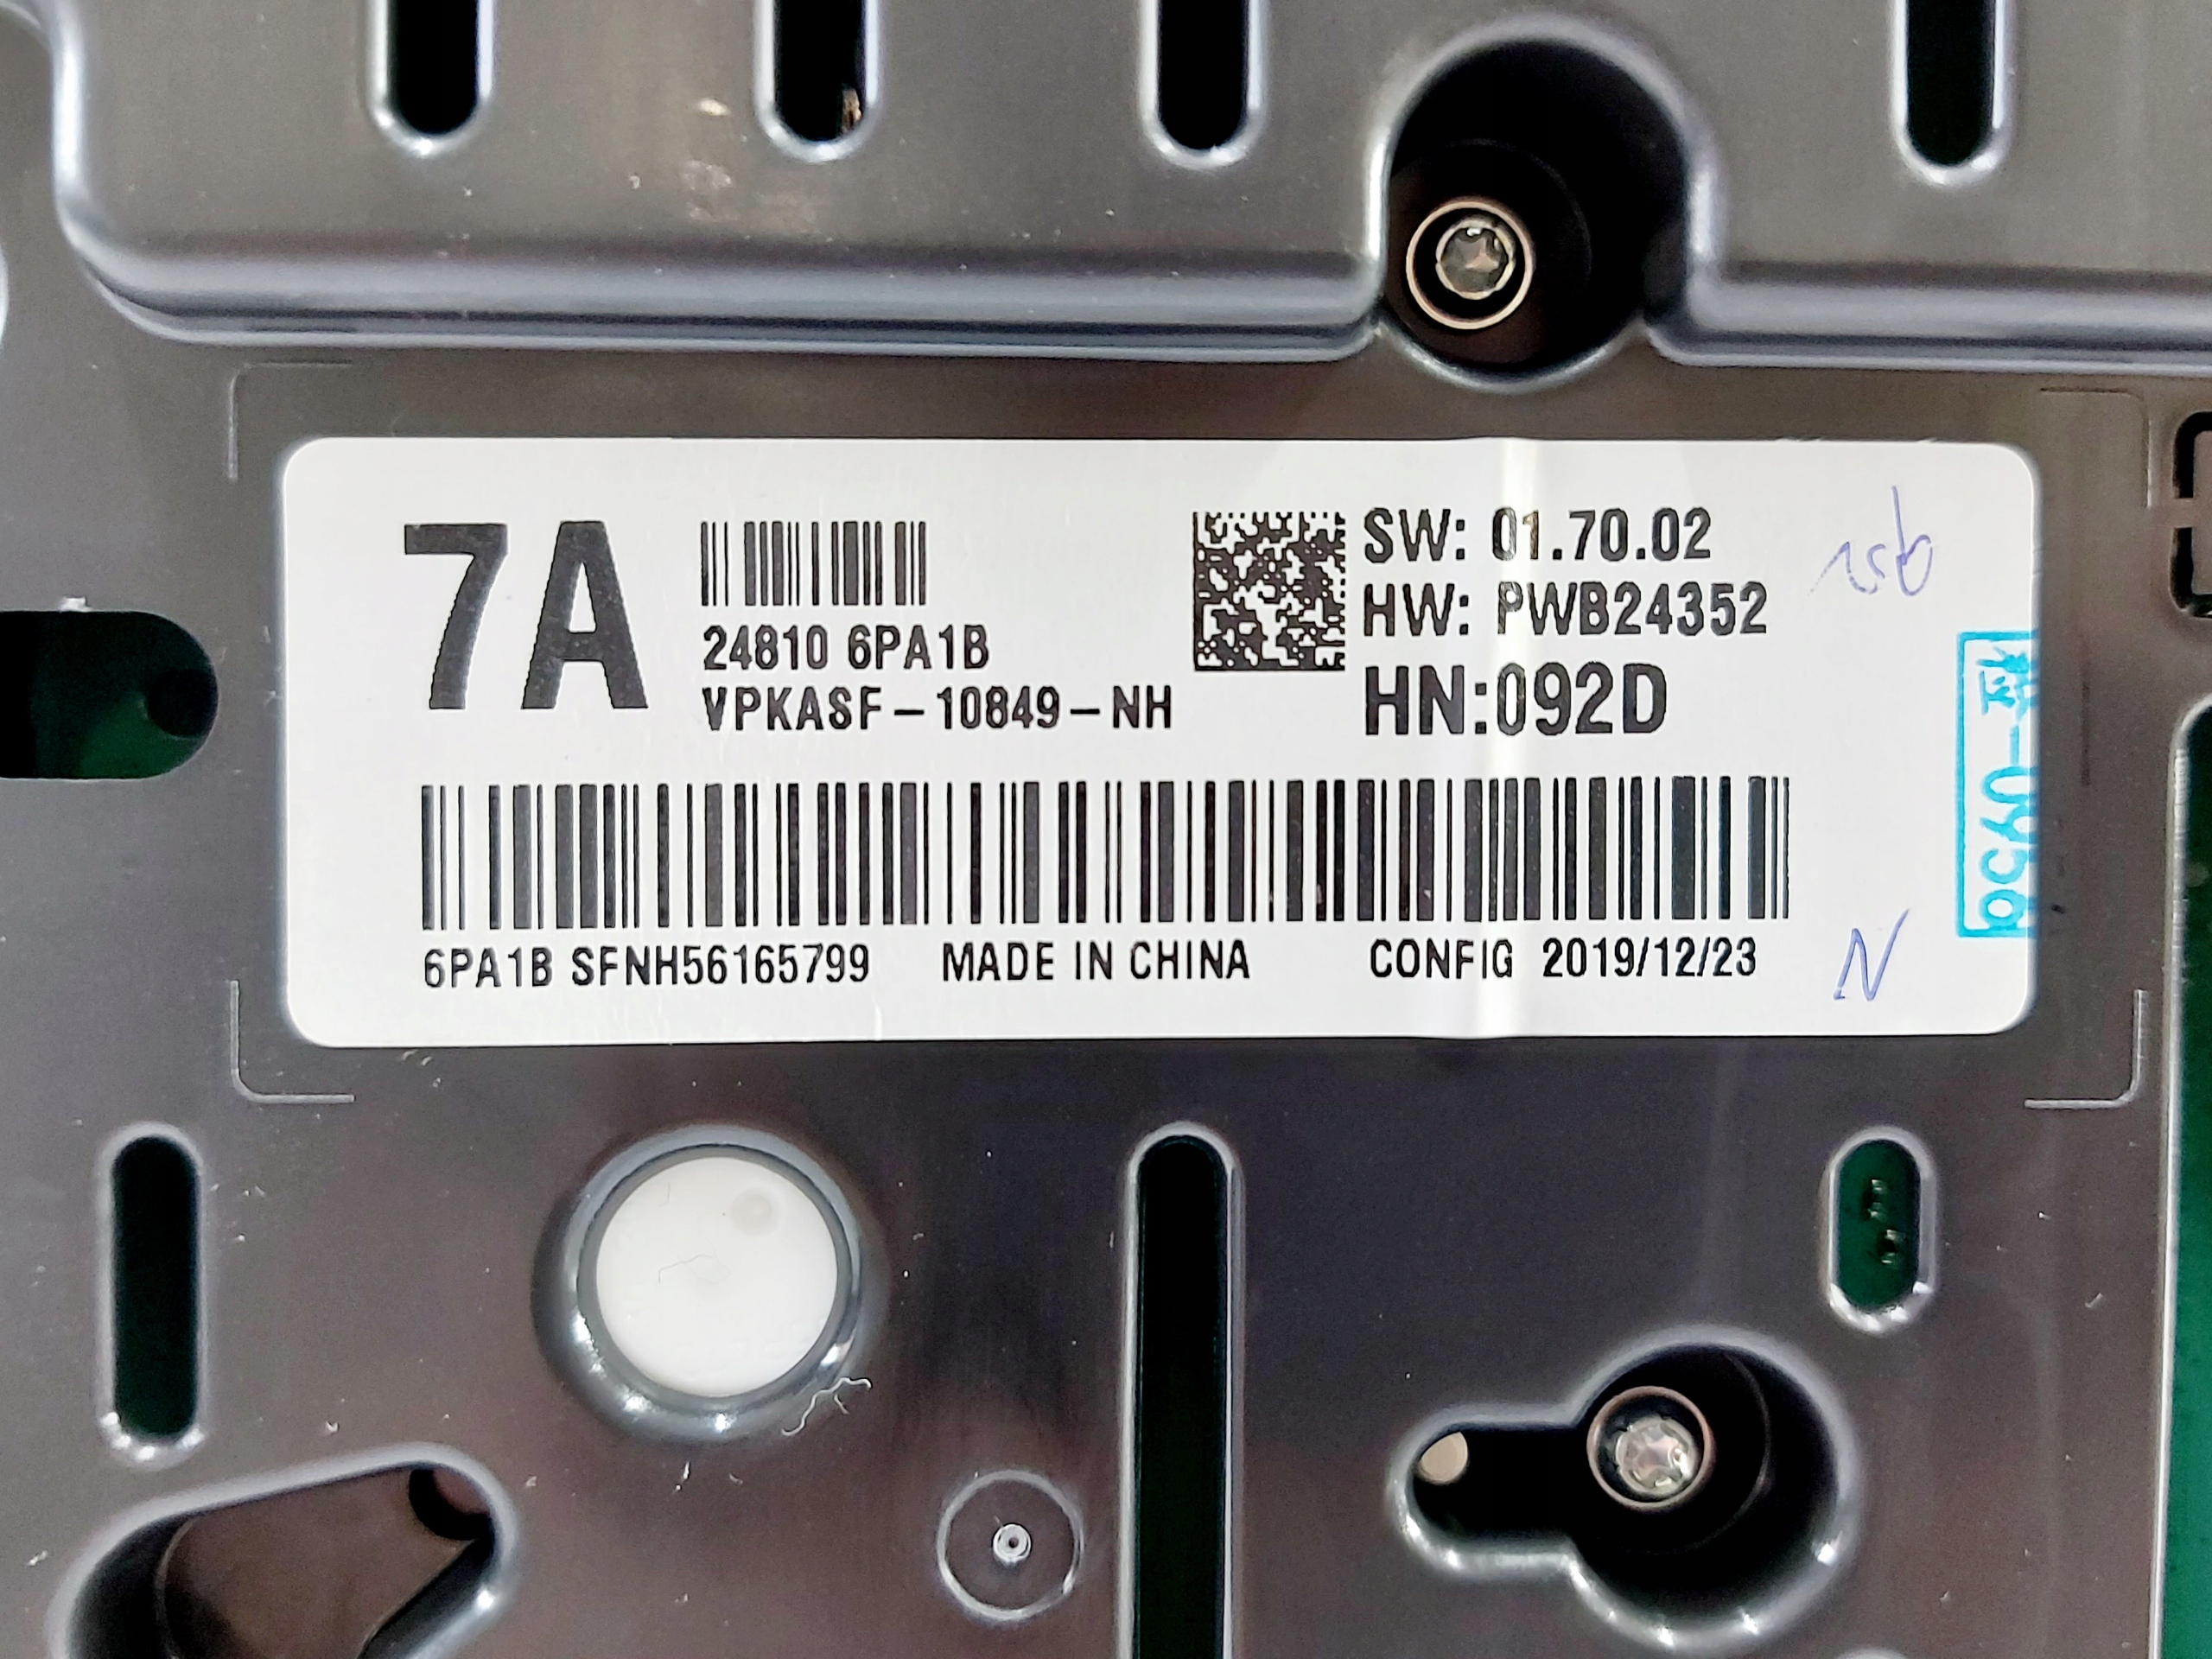 7A
24810 6PA1B
VPKASF-10849-NH
SW: 01.70.02
HW: PWB24352
HN:092D
6PA1B SFNH56165799 MADE IN CHINA CONFIG 2019/12/23
N